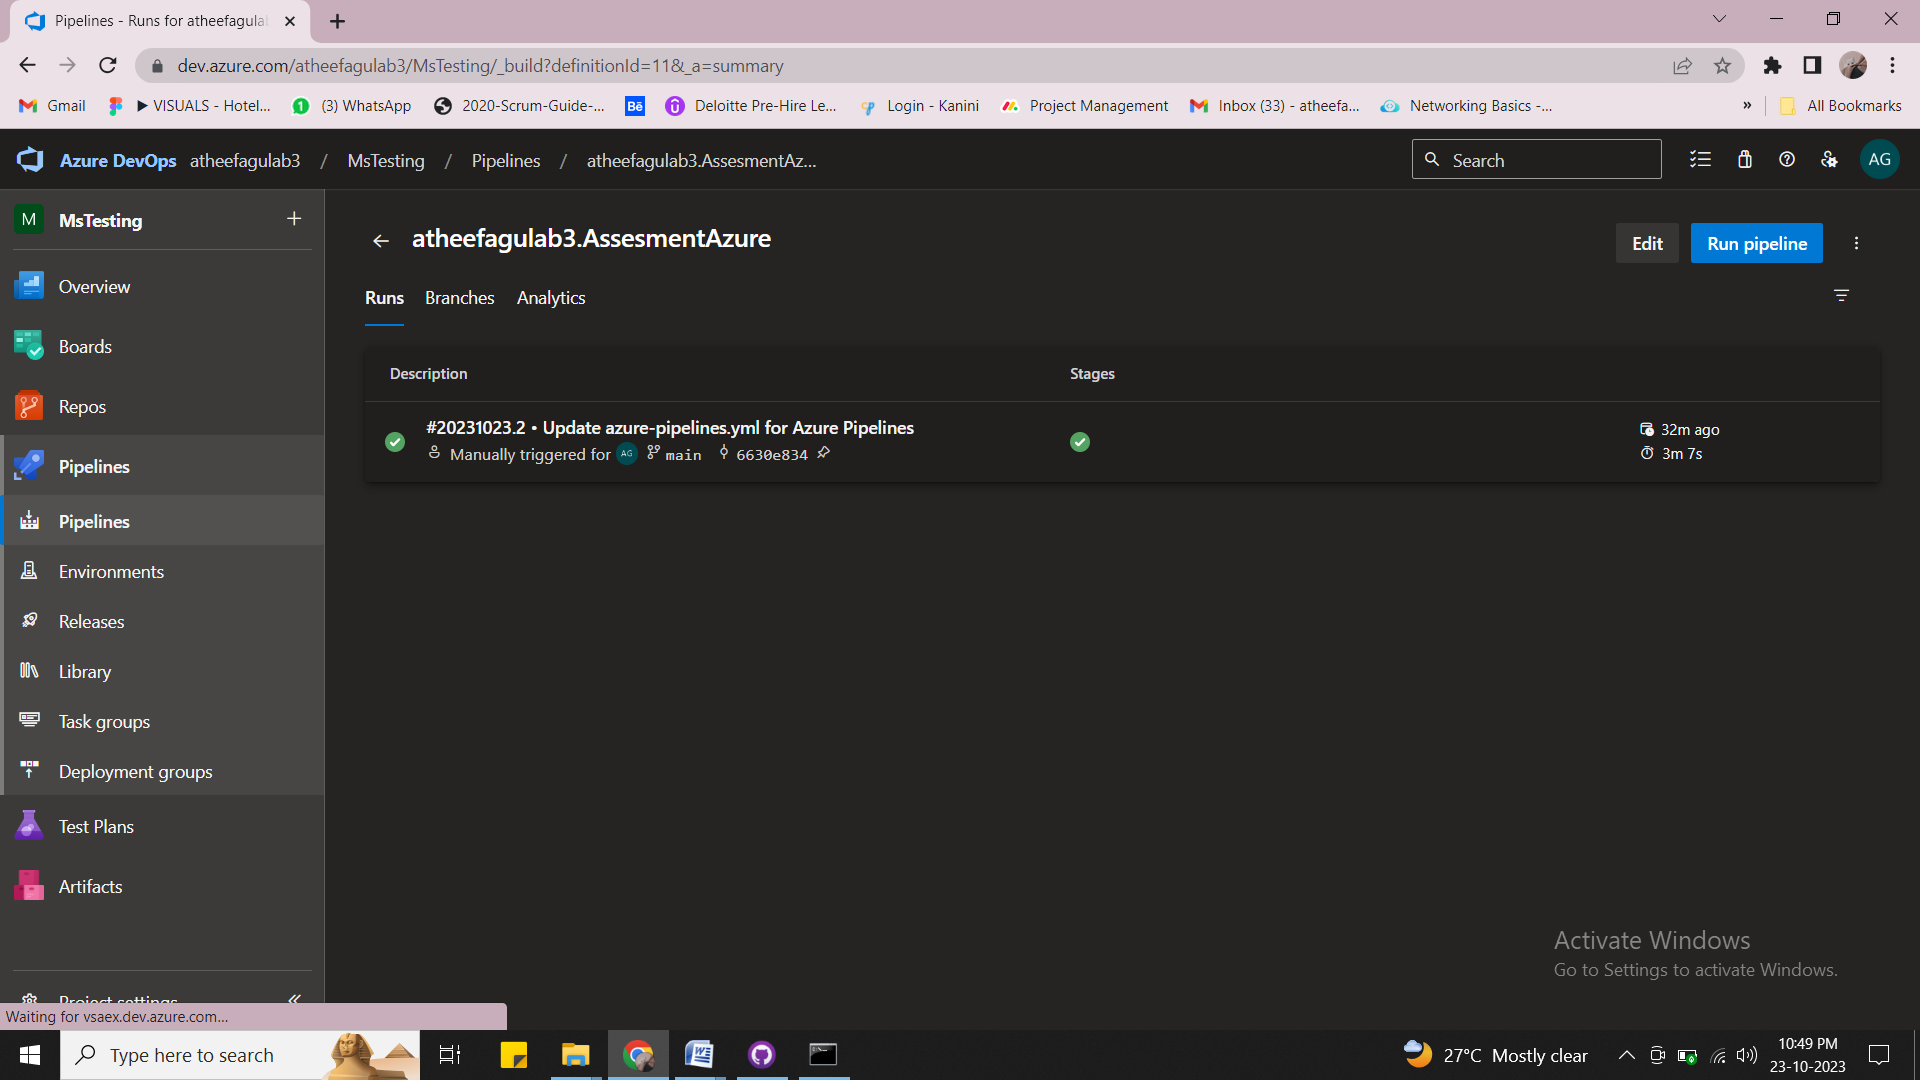 Pipelines - Runs for atheefagulab
dev.azure.com/atheefagulab3/MsTesting/_build?definitionId=11&_a=summary
Gmail
VISUALS - Hotel...
(3) WhatsApp
2020-Scrum-Guide-...
Bē
Deloitte Pre-Hire Le...
Login - Kanini
Project Management
Inbox (33) - atheefa...
Networking Basics -...
»
All Bookmarks
Azure DevOps atheefagulab3 / MsTesting / Pipelines / atheefagulab3.AssesmentAz...
Search
AG
M MsTesting
Overview
Boards
Repos
Pipelines
Pipelines
Environments
Releases
Library
Task groups
Deployment groups
Test Plans
Artifacts
Project settings
atheefagulab3.AssesmentAzure
Edit
Run pipeline
Runs Branches Analytics
Description Stages
#20231023.2 • Update azure-pipelines.yml for Azure Pipelines
Manually triggered for AG main 6630e834
32m ago
3m 7s
Activate Windows
Go to Settings to activate Windows.
Waiting for vsaex.dev.azure.com...
Type here to search
27°C Mostly clear
10:49 PM
23-10-2023